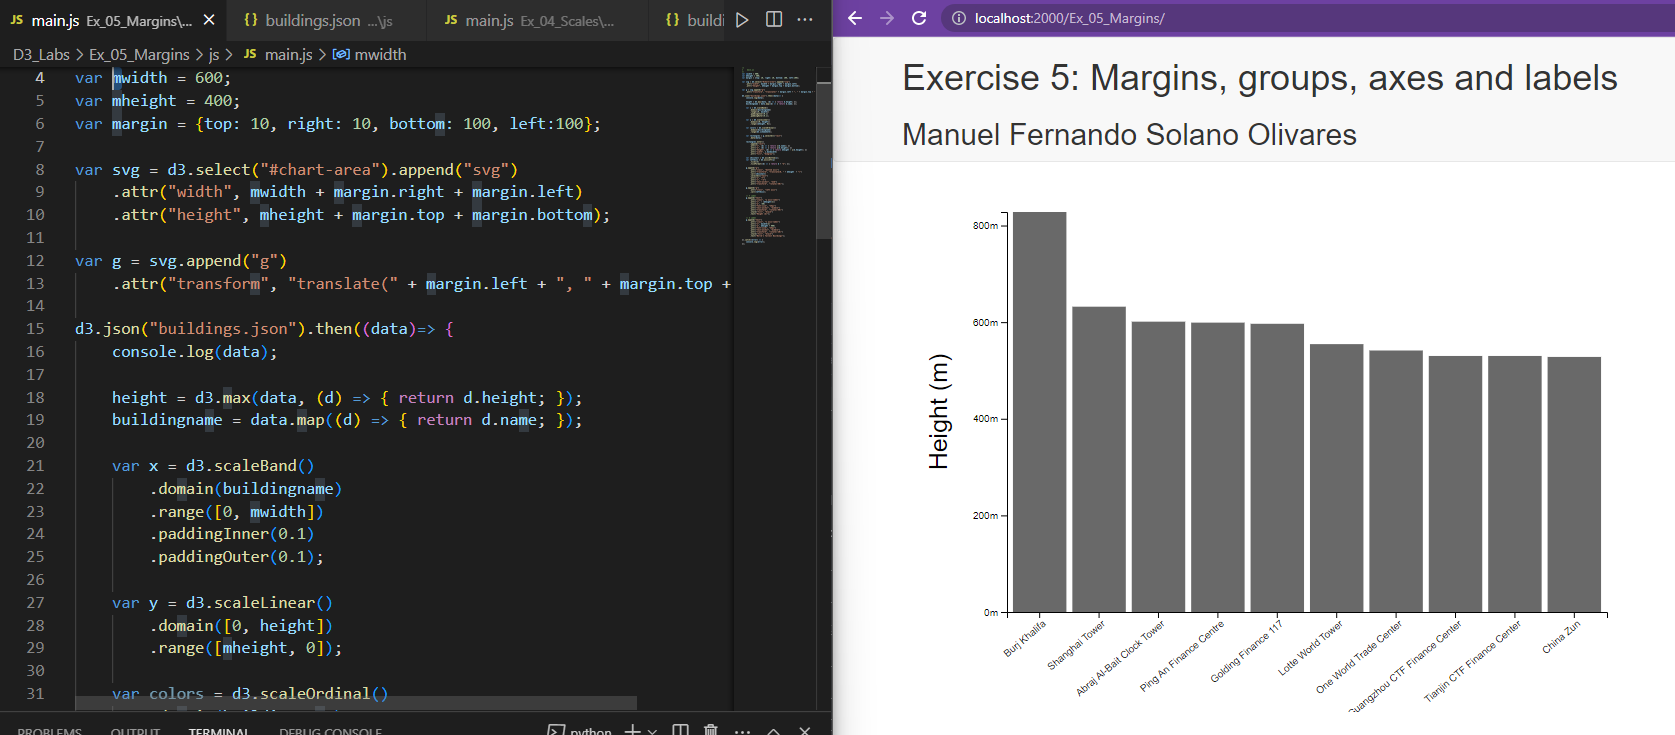 JS main.js Ex_05_Margins\... × {} buildings.json ...\js JS main.js Ex_04_Scales\... {} buildi ...
D3_Labs > Ex_05_Margins > js > JS main.js > mwidth
4 var mwidth = 600;
5 var mheight = 400;
6 var margin = {top: 10, right: 10, bottom: 100, left:100};
7
8 var svg = d3.select("#chart-area").append("svg")
9 .attr("width", mwidth + margin.right + margin.left)
10 .attr("height", mheight + margin.top + margin.bottom);
11
12 var g = svg.append("g")
13 .attr("transform", "translate(" + margin.left + ", " + margin.top +
14
15 d3.json("buildings.json").then((data)=> {
16 console.log(data);
17
18 height = d3.max(data, (d) => { return d.height; });
19 buildingname = data.map((d) => { return d.name; });
20
21 var x = d3.scaleBand()
22 .domain(buildingname)
23 .range([0, mwidth])
24 .paddingInner(0.1)
25 .paddingOuter(0.1);
26
27 var y = d3.scaleLinear()
28 .domain([0, height])
29 .range([mheight, 0]);
30
31 var colors = d3.scaleOrdinal()
PROBLEMS OUTPUT TERMINAL DEBUG CONSOLE python
localhost:2000/Ex_05_Margins/
Exercise 5: Margins, groups, axes and labels
Manuel Fernando Solano Olivares
800m
600m
400m
200m
0m
Height (m)
Burj Khalifa
Shanghai Tower
Abraj Al-Bait Clock Tower
Ping An Finance Centre
Golding Finance 117
Lotte World Tower
One World Trade Center
Guangzhou CTF Finance Center
Tianjin CTF Finance Center
China Zun